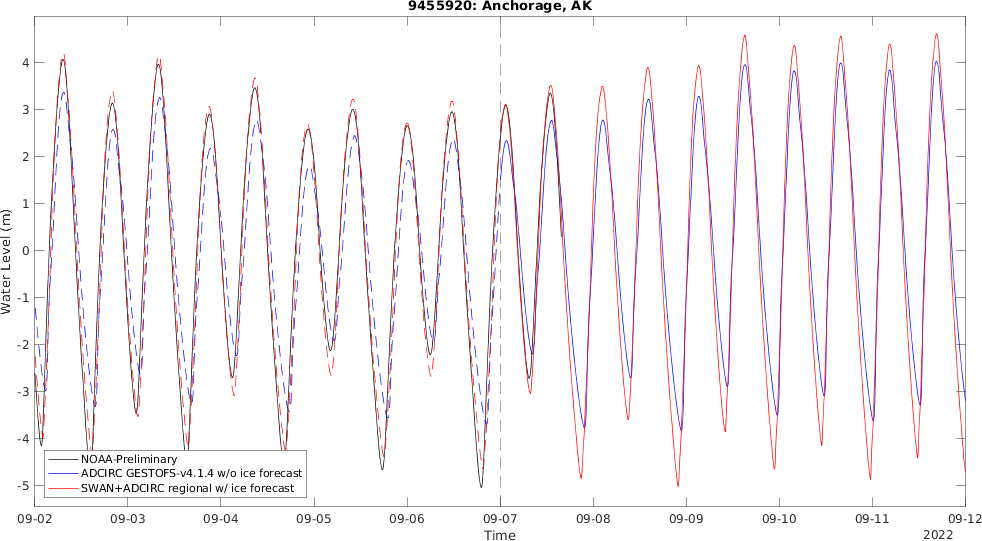 9455920: Anchorage, AK
Water Level (m)
4
3
2
1
0
-1
-2
-3
-4
-5
NOAA-Preliminary
ADCIRC GESTOFS-v4.1.4 w/o ice forecast
SWAN+ADCIRC regional w/ ice forecast
09-02 09-03 09-04 09-05 09-06 09-07 09-08 09-09 09-10 09-11 09-12
Time
2022